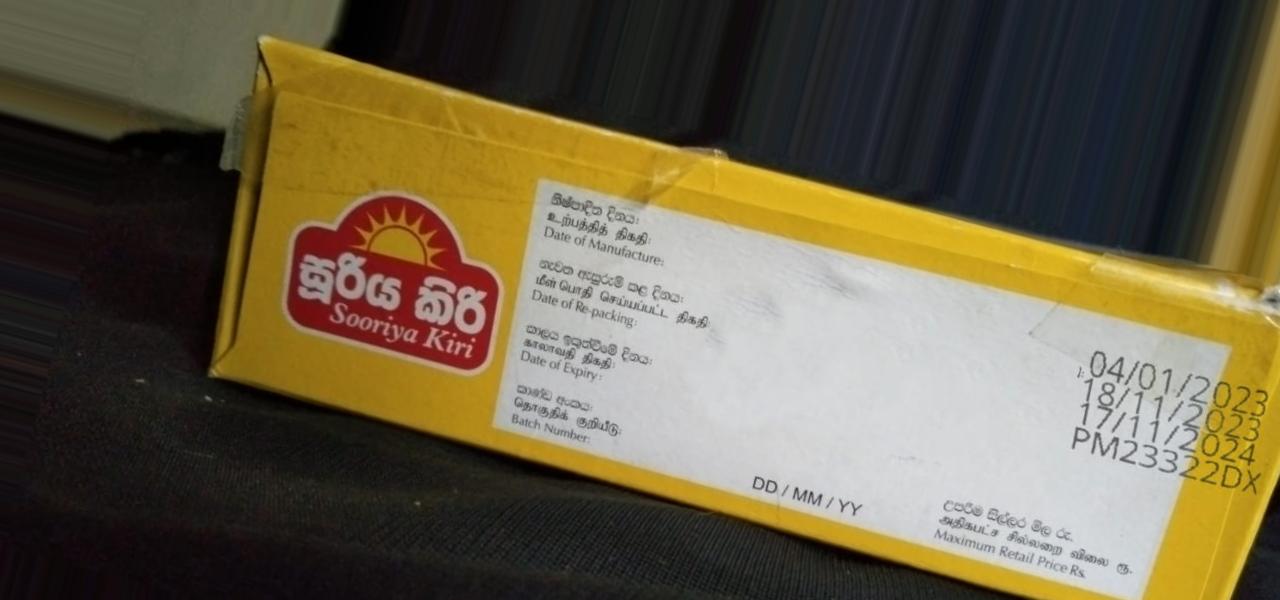 සූරිය කිරි
Sooriya Kiri
නිෂ්පාදිත දිනය:
உற்பத்தித் திகதி:
Date of Manufacture:
නැවත ඇසුරුම් කළ දිනය:
மீள் பொதி செய்யப்பட்ட திகதி:
Date of Re-packing:
කාලය ඉකුත්වීමේ දිනය:
காலாவதி திகதி:
Date of Expiry:
කාණ්ඩ අංකය:
தொகுதிக் குறியீடு:
Batch Number:
04/01/2023
18/11/2023
17/11/2024
PM23322DX
DD / MM / YY
උපරිම සිල්ලර මිල රු.
அதிகபட்ச சில்லறை விலை ரூ.
Maximum Retail Price Rs.